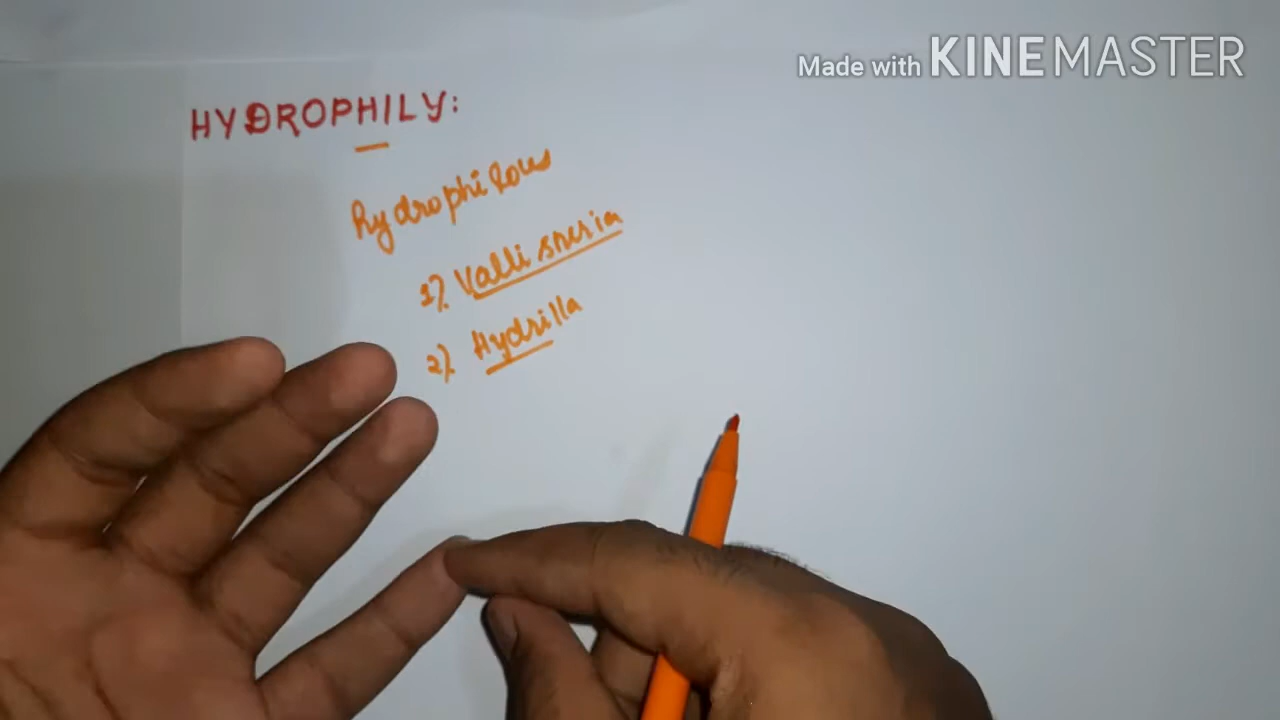 Made with KINEMASTER
HYDROPHILY:
hydrophilous
1). Vallisneria
2). Hydrilla